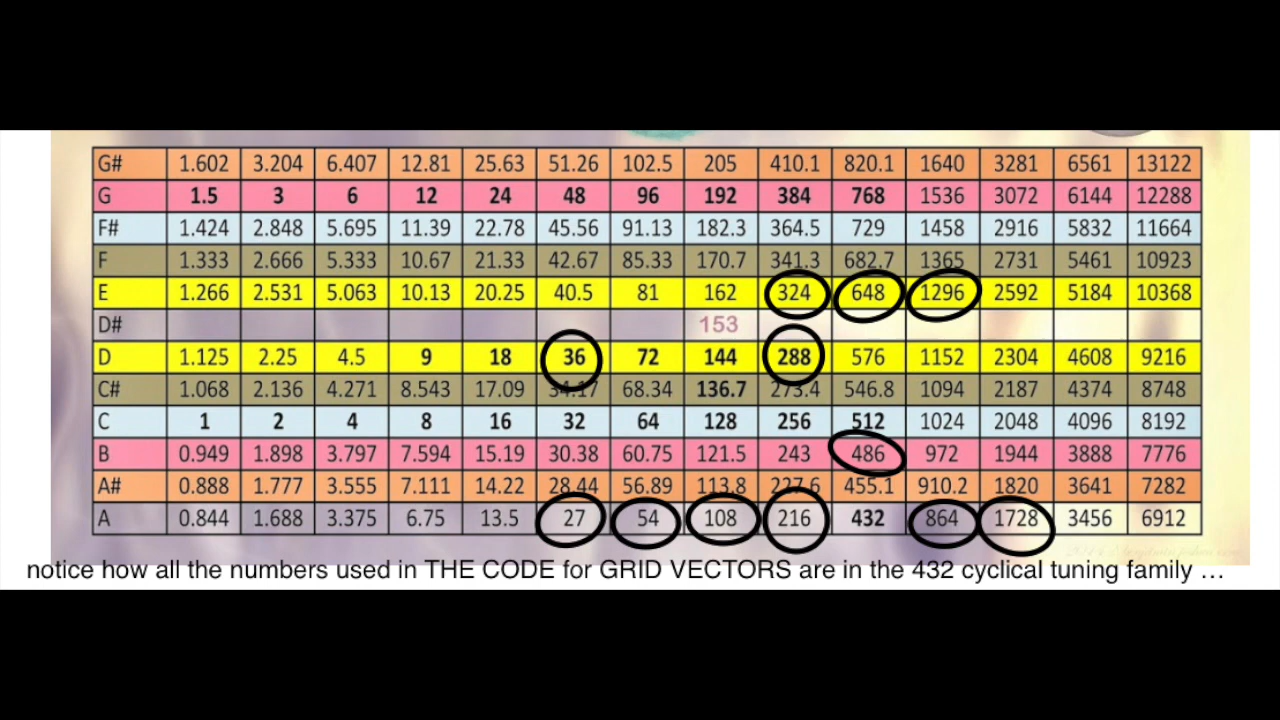 G# 1.602 3.204 6.407 12.81 25.63 51.26 102.5 205 410.1 820.1 1640 3281 6561 13122
G 1.5 3 6 12 24 48 96 192 384 768 1536 3072 6144 12288
F# 1.424 2.848 5.695 11.39 22.78 45.56 91.13 182.3 364.5 729 1458 2916 5832 11664
F 1.333 2.666 5.333 10.67 21.33 42.67 85.33 170.7 341.3 682.7 1365 2731 5461 10923
E 1.266 2.531 5.063 10.13 20.25 40.5 81 162 324 648 1296 2592 5184 10368
D# 153
D 1.125 2.25 4.5 9 18 36 72 144 288 576 1152 2304 4608 9216
C# 1.068 2.136 4.271 8.543 17.09 34.17 68.34 136.7 273.4 546.8 1094 2187 4374 8748
C 1 2 4 8 16 32 64 128 256 512 1024 2048 4096 8192
B 0.949 1.898 3.797 7.594 15.19 30.38 60.75 121.5 243 486 972 1944 3888 7776
A# 0.888 1.777 3.555 7.111 14.22 28.44 56.89 113.8 227.6 455.1 910.2 1820 3641 7282
A 0.844 1.688 3.375 6.75 13.5 27 54 108 216 432 864 1728 3456 6912
notice how all the numbers used in THE CODE for GRID VECTORS are in the 432 cyclical tuning family …